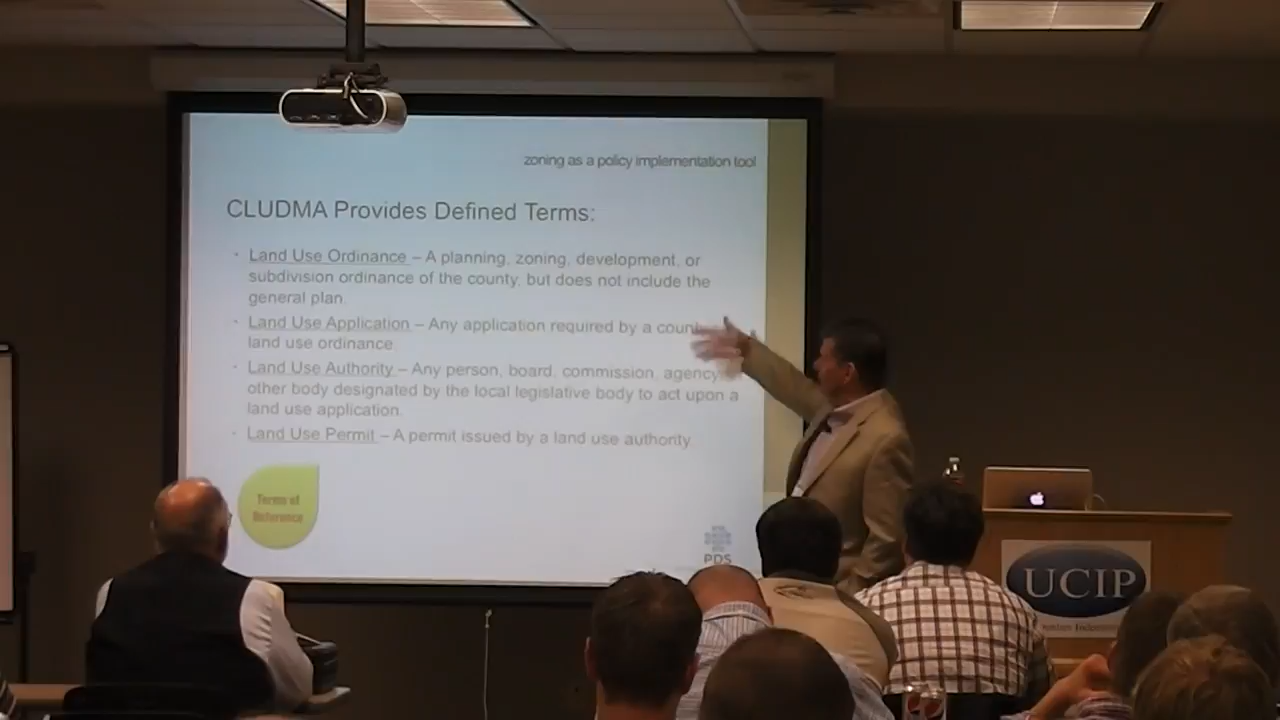 zoning as a policy implementation tool
CLUDMA Provides Defined Terms:
· Land Use Ordinance – A planning, zoning, development, or
subdivision ordinance of the county, but does not include the
general plan.
· Land Use Application – Any application required by a
land use ordinance.
· Land Use Authority – Any person, board, commission, agency
other body designated by the local legislative body to act upon a
land use application.
· Land Use Permit – A permit issued by a land use authority
Terms of
Reference
PDS
UCIP